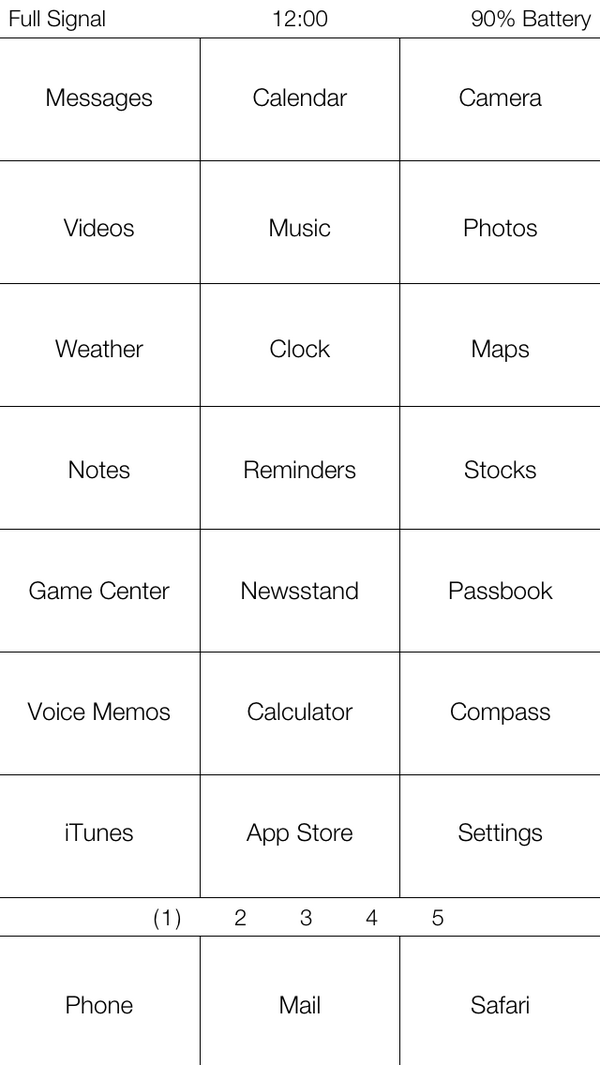 Full Signal 12:00 90% Battery
Messages Calendar Camera
Videos Music Photos
Weather Clock Maps
Notes Reminders Stocks
Game Center Newsstand Passbook
Voice Memos Calculator Compass
iTunes App Store Settings
(1) 2 3 4 5
Phone Mail Safari